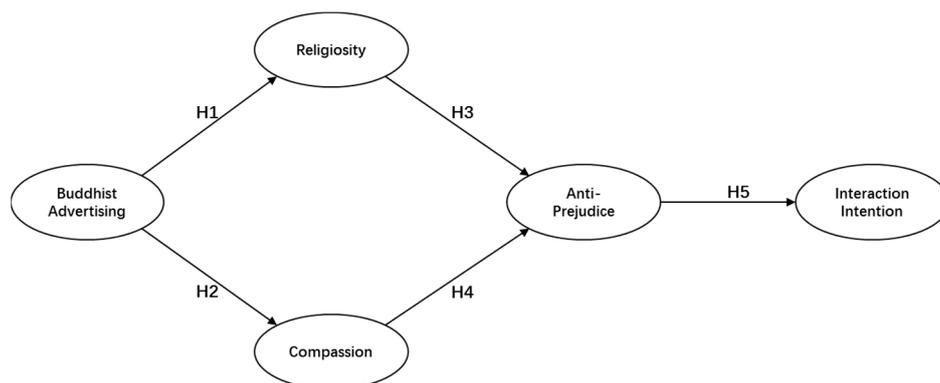 Religiosity
H1
H3
Buddhist
Advertising
Anti-
Prejudice
H5
Interaction
Intention
H2
H4
Compassion